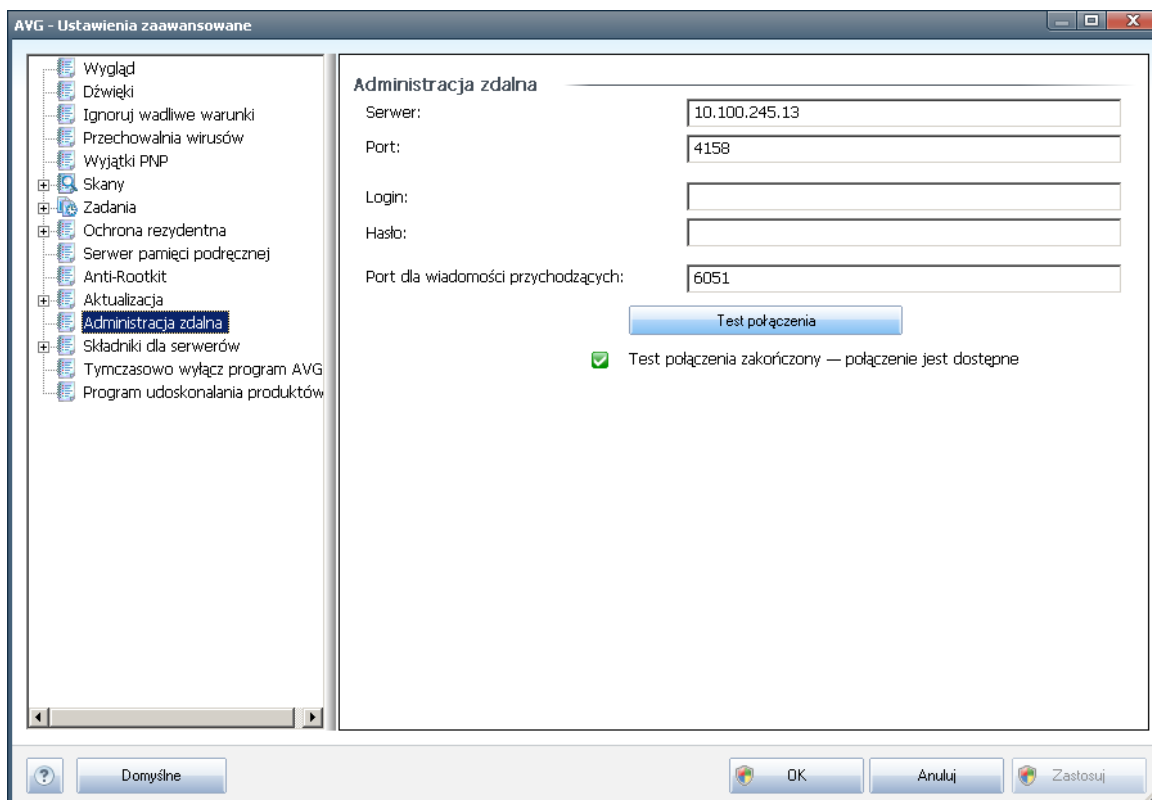 AVG - Ustawienia zaawansowane
Wygląd
Dźwięki
Ignoruj wadliwe warunki
Przechowalnia wirusów
Wyjątki PNP
Skany
Zadania
Ochrona rezydentna
Serwer pamięci podręcznej
Anti-Rootkit
Aktualizacja
Administracja zdalna
Składniki dla serwerów
Tymczasowo wyłącz program AVG
Program udoskonalania produktów
Administracja zdalna
Serwer: 10.100.245.13
Port: 4158
Login:
Hasło:
Port dla wiadomości przychodzących: 6051
Test połączenia
Test połączenia zakończony — połączenie jest dostępne
? Domyślne OK Anuluj Zastosuj